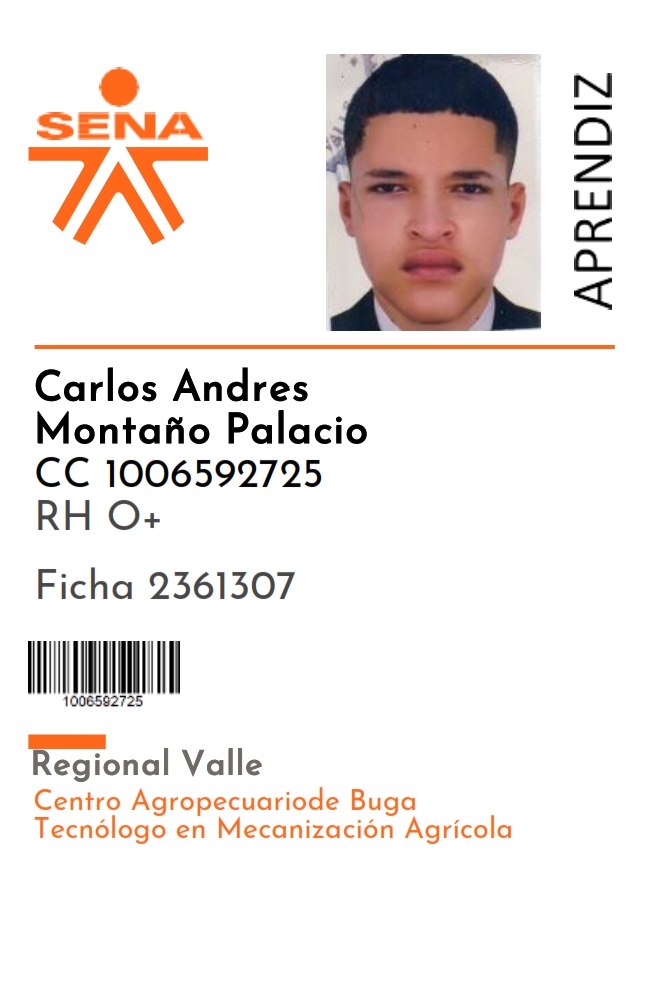 SENA
APRENDIZ
Carlos Andres
Montaño Palacio
CC 1006592725
RH O+
Ficha 2361307
1006592725
Regional Valle
Centro Agropecuariode Buga
Tecnólogo en Mecanización Agrícola